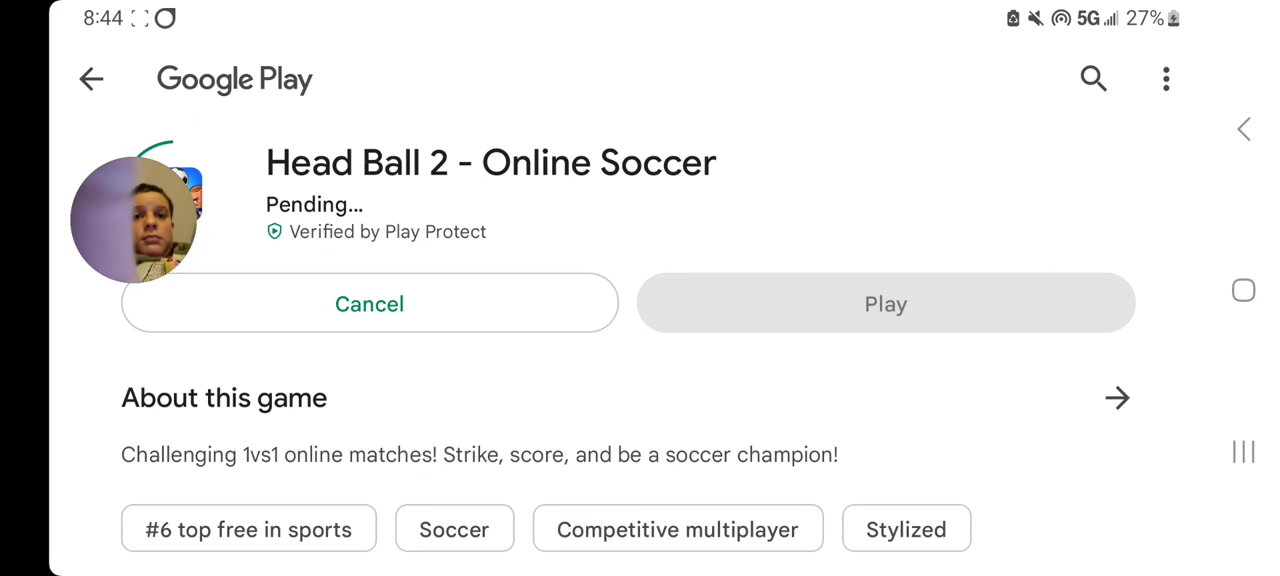 8:44
5G 27%
Google Play
Head Ball 2 - Online Soccer
Pending...
Verified by Play Protect
Cancel
Play
About this game
Challenging 1vs1 online matches! Strike, score, and be a soccer champion!
#6 top free in sports
Soccer
Competitive multiplayer
Stylized